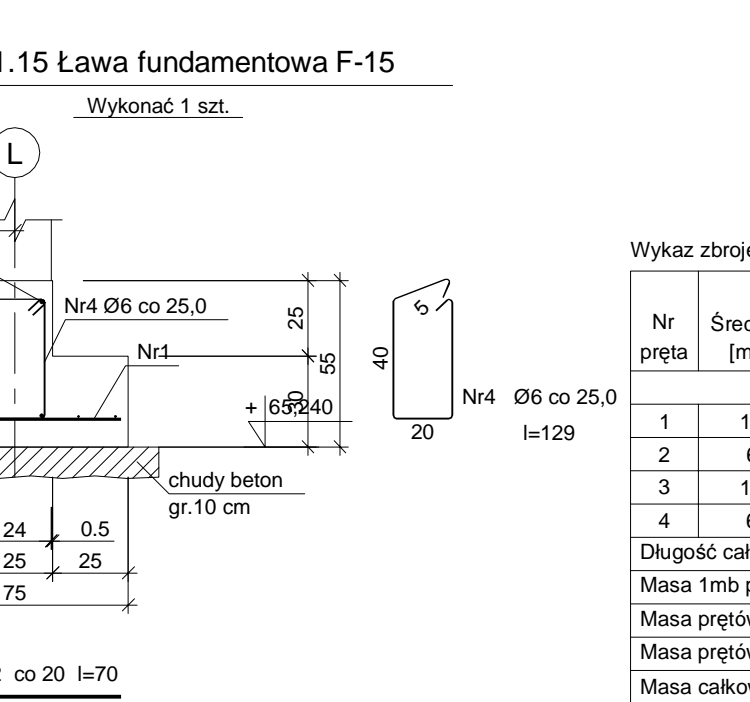 1.15 Ława fundamentowa F-15
Wykonać 1 szt.
L
Nr4 Ø6 co 25,0
Nr1
25
55
30
+ 65,240
chudy beton
gr.10 cm
24 0.5
25 25
75
co 20 l=70
5
40
20
Nr4 Ø6 co 25,0
l=129
Wykaz zbroje
Nr
pręta
Śred
[m
1 1
2 6
3 1
4 6
Długość cał
Masa 1mb p
Masa prętów
Masa prętów
Masa całkow